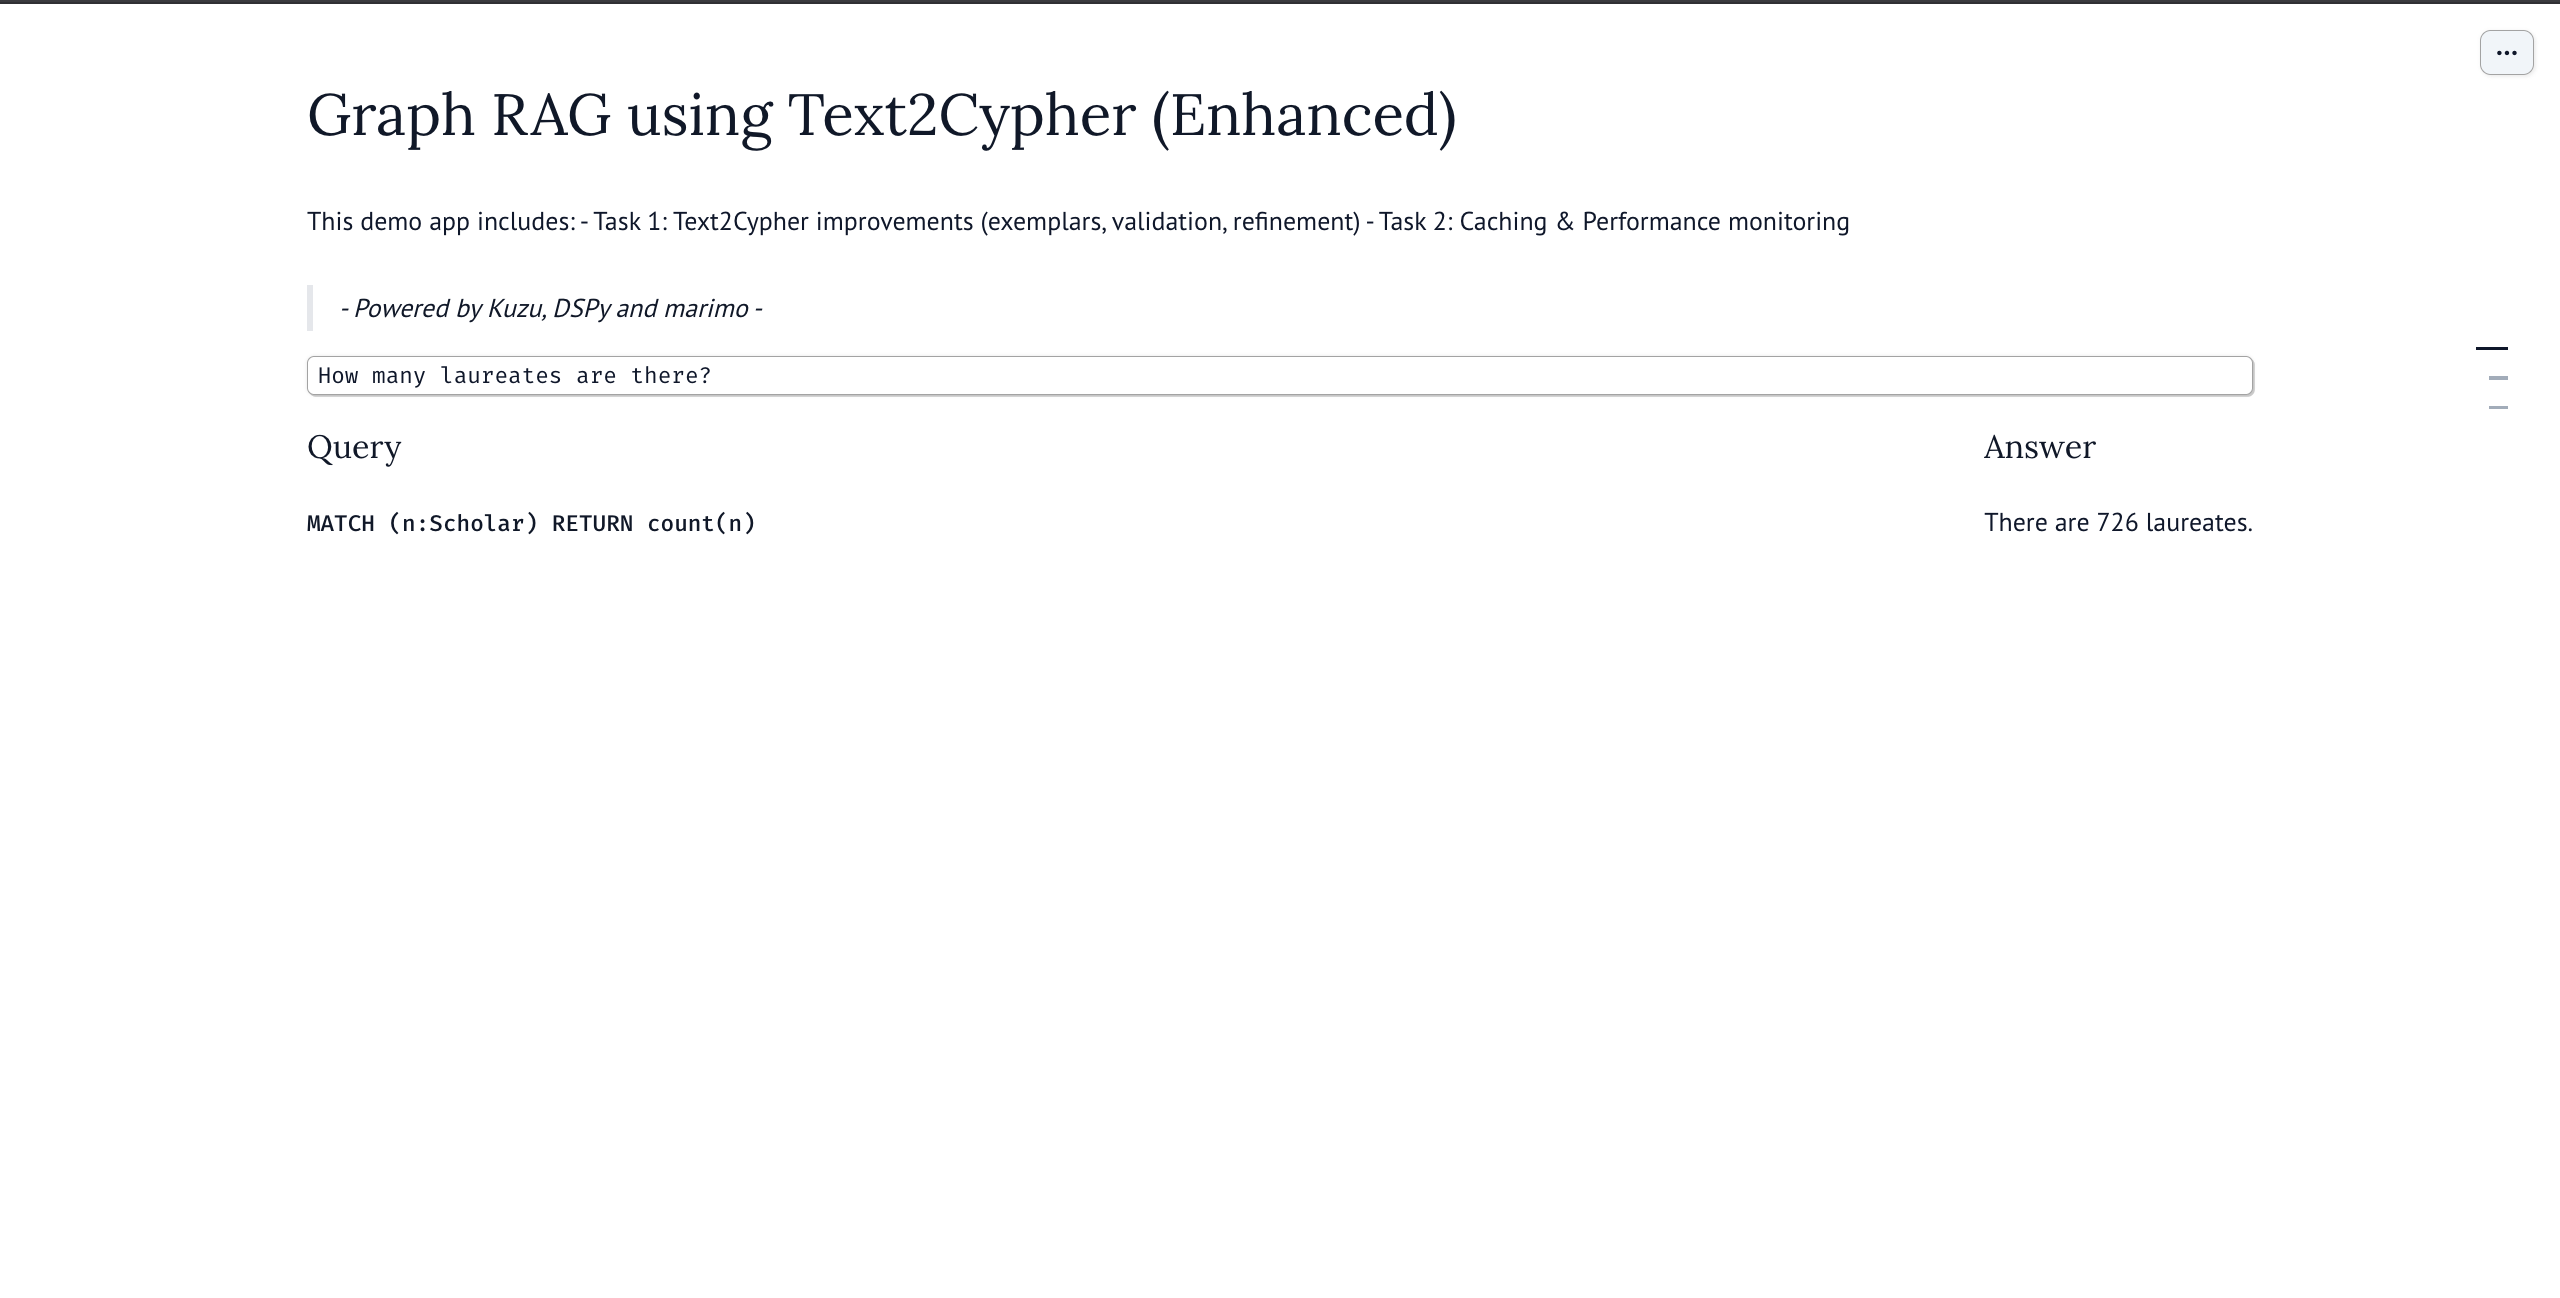 ...
Graph RAG using Text2Cypher (Enhanced)
This demo app includes: - Task 1: Text2Cypher improvements (exemplars, validation, refinement) - Task 2: Caching & Performance monitoring
- Powered by Kuzu, DSPy and marimo -
How many laureates are there?
Query
Answer
MATCH (n:Scholar) RETURN count(n)
There are 726 laureates.